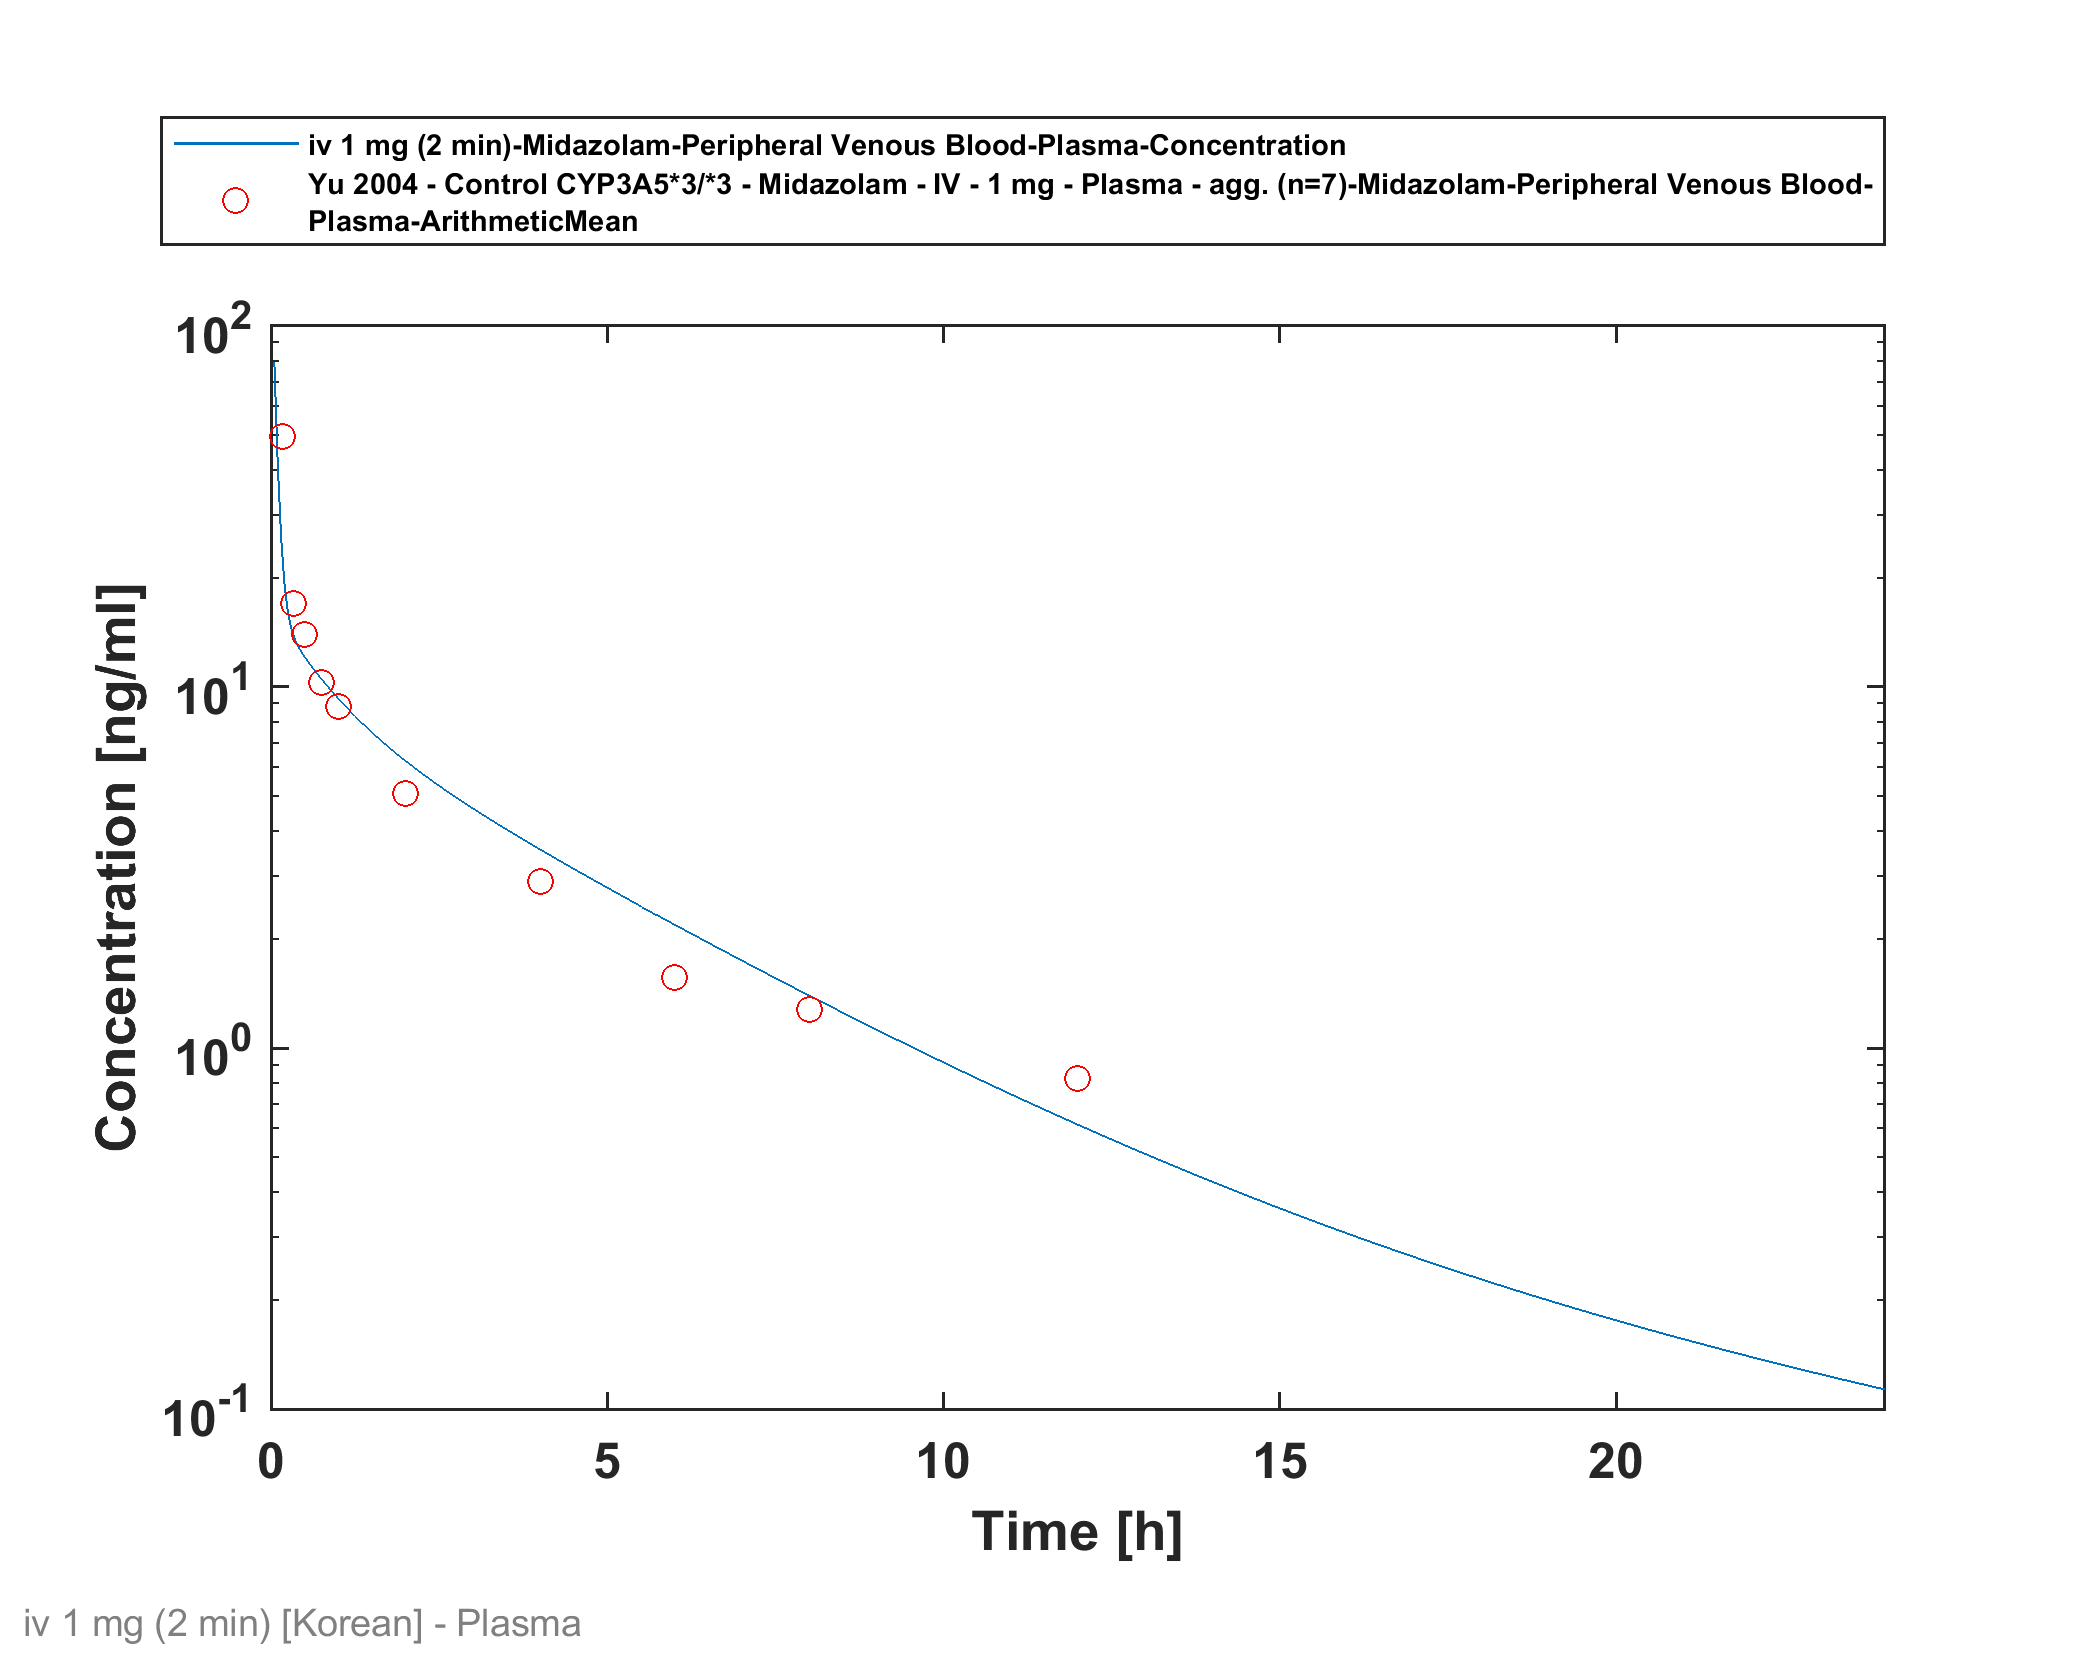 iv 1 mg (2 min)-Midazolam-Peripheral Venous Blood-Plasma-Concentration
Yu 2004 - Control CYP3A5*3/*3 - Midazolam - IV - 1 mg - Plasma - agg. (n=7)-Midazolam-Peripheral Venous Blood-
Plasma-ArithmeticMean
10^2
10^1
10^0
10^-1
Concentration [ng/ml]
0 5 10 15 20
Time [h]
iv 1 mg (2 min) [Korean] - Plasma